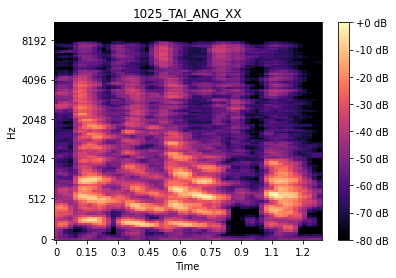 1025_TAI_ANG_XX
Hz
8192
4096
2048
1024
512
0
0
0.15
0.3
0.45
0.6
0.75
0.9
1.1
1.2
Time
+0 dB
-10 dB
-20 dB
-30 dB
-40 dB
-50 dB
-60 dB
-70 dB
-80 dB